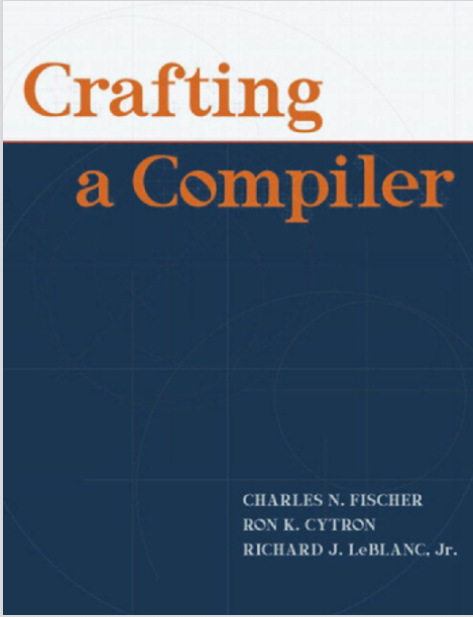 Crafting
a Compiler
CHARLES N. FISCHER
RON K. CYTRON
RICHARD J. LeBLANC, Jr.